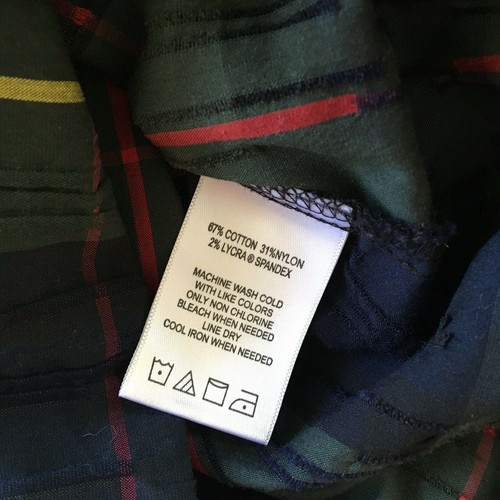 67% COTTON 31%NYLON
2% LYCRA ® SPANDEX
MACHINE WASH COLD
WITH LIKE COLORS
ONLY NON CHLORINE
BLEACH WHEN NEEDED
LINE DRY
COOL IRON WHEN NEEDED